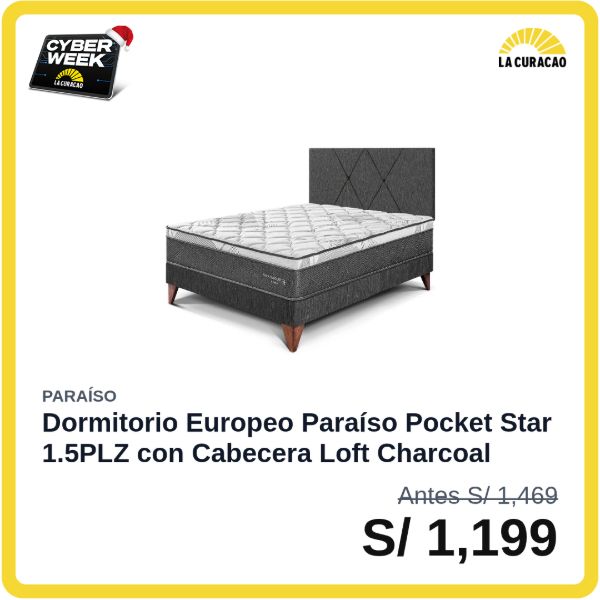 CYBER
WEEK
LA CURACAO
LA CURACAO
PARAÍSO
Dormitorio Europeo Paraíso Pocket Star
1.5PLZ con Cabecera Loft Charcoal
Antes S/ 1,469
S/ 1,199